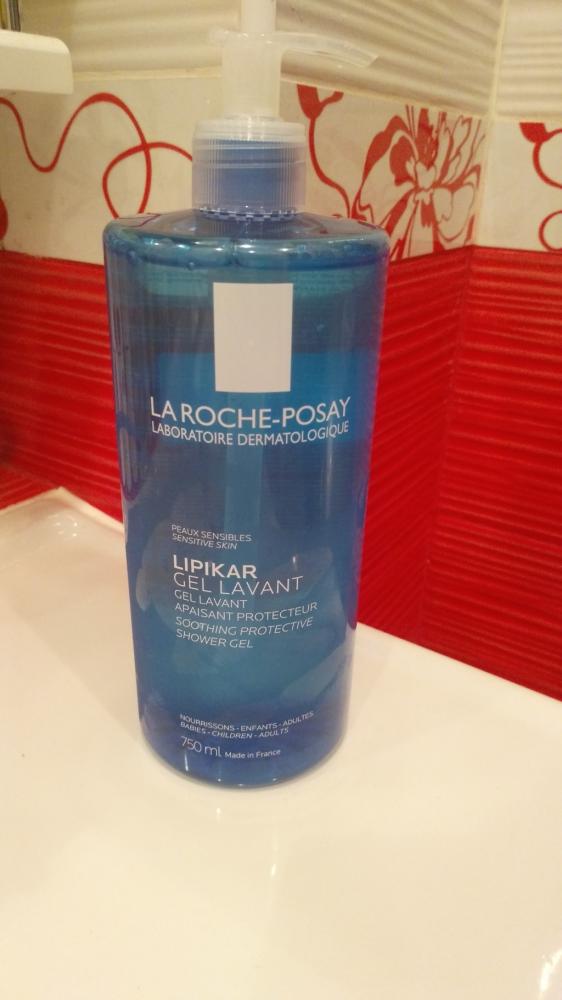 LA ROCHE-POSAY
LABORATOIRE DERMATOLOGIQUE
PEAUX SENSIBLES
SENSITIVE SKIN
LIPIKAR
GEL LAVANT
GEL LAVANT
APAISANT PROTECTEUR
SOOTHING PROTECTIVE
SHOWER GEL
NOURRISSONS - ENFANTS - ADULTES
BABIES - CHILDREN - ADULTS
750 ml Made in France